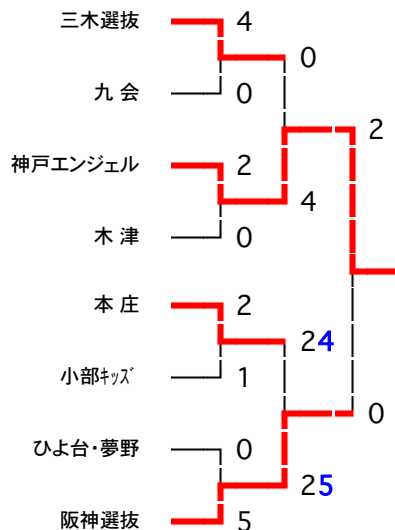 三木選抜 4
0
九会 0
2
神戸エンジェル 2
4
木津 0
本庄 2
24
小部ｷｯｽﾞ 1
0
ひよ台・夢野 0
25
阪神選抜 5